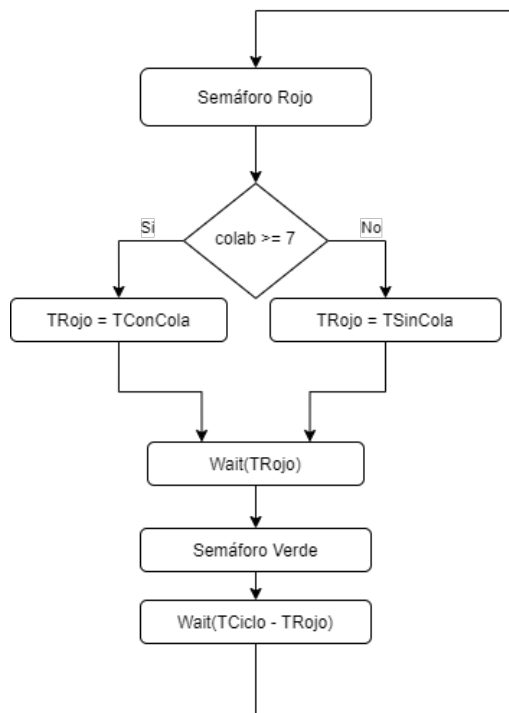 Semáforo Rojo
Si
No
colab >= 7
TRojo = TConCola
TRojo = TSinCola
Wait(TRojo)
Semáforo Verde
Wait(TCiclo - TRojo)